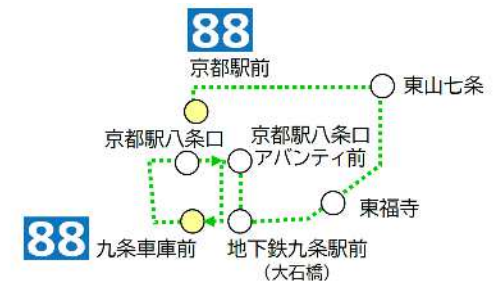 88
京都駅前
東山七条
京都駅八条口
京都駅八条口
アバンティ前
東福寺
88
九条車庫前
地下鉄九条駅前
(大石橋)